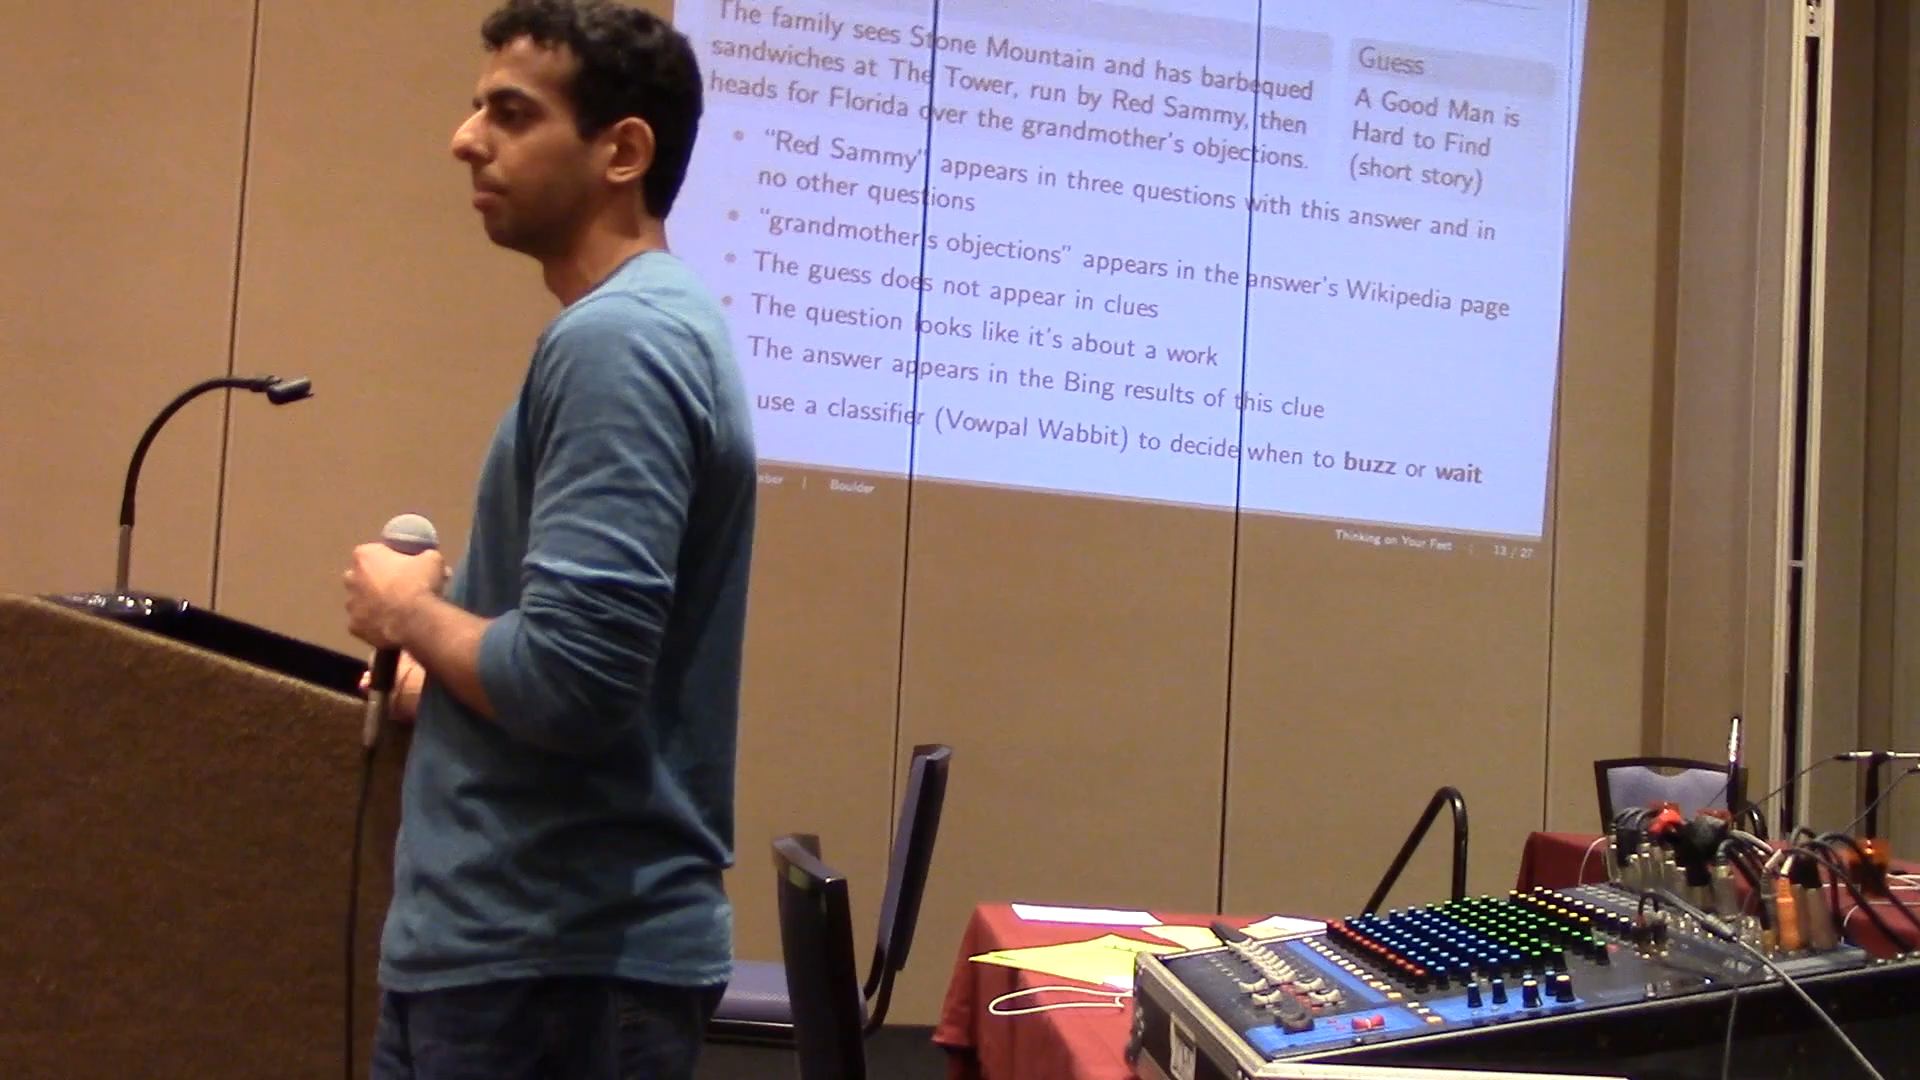 The family sees Stone Mountain and has barbequed
sandwiches at The Tower, run by Red Sammy, then
heads for Florida over the grandmother's objections.
Guess
A Good Man is
Hard to Find
(short story)
“Red Sammy” appears in three questions with this answer and in
no other questions
“grandmother's objections” appears in the answer's Wikipedia page
The guess does not appear in clues
The question looks like it's about a work
The answer appears in the Bing results of this clue
use a classifier (Vowpal Wabbit) to decide when to buzz or wait
| Boulder
Thinking on Your Feet | 13 / 27